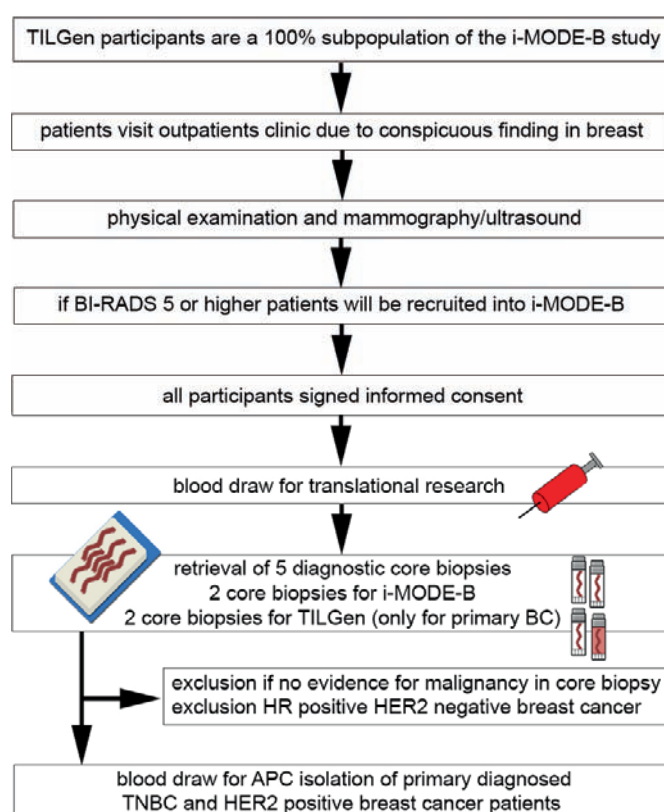 TILGen participants are a 100% subpopulation of the i-MODE-B study
patients visit outpatients clinic due to conspicuous finding in breast
physical examination and mammography/ultrasound
if BI-RADS 5 or higher patients will be recruited into i-MODE-B
all participants signed informed consent
blood draw for translational research
retrieval of 5 diagnostic core biopsies
2 core biopsies for i-MODE-B
2 core biopsies for TILGen (only for primary BC)
exclusion if no evidence for malignancy in core biopsy
exclusion HR positive HER2 negative breast cancer
blood draw for APC isolation of primary diagnosed
TNBC and HER2 positive breast cancer patients